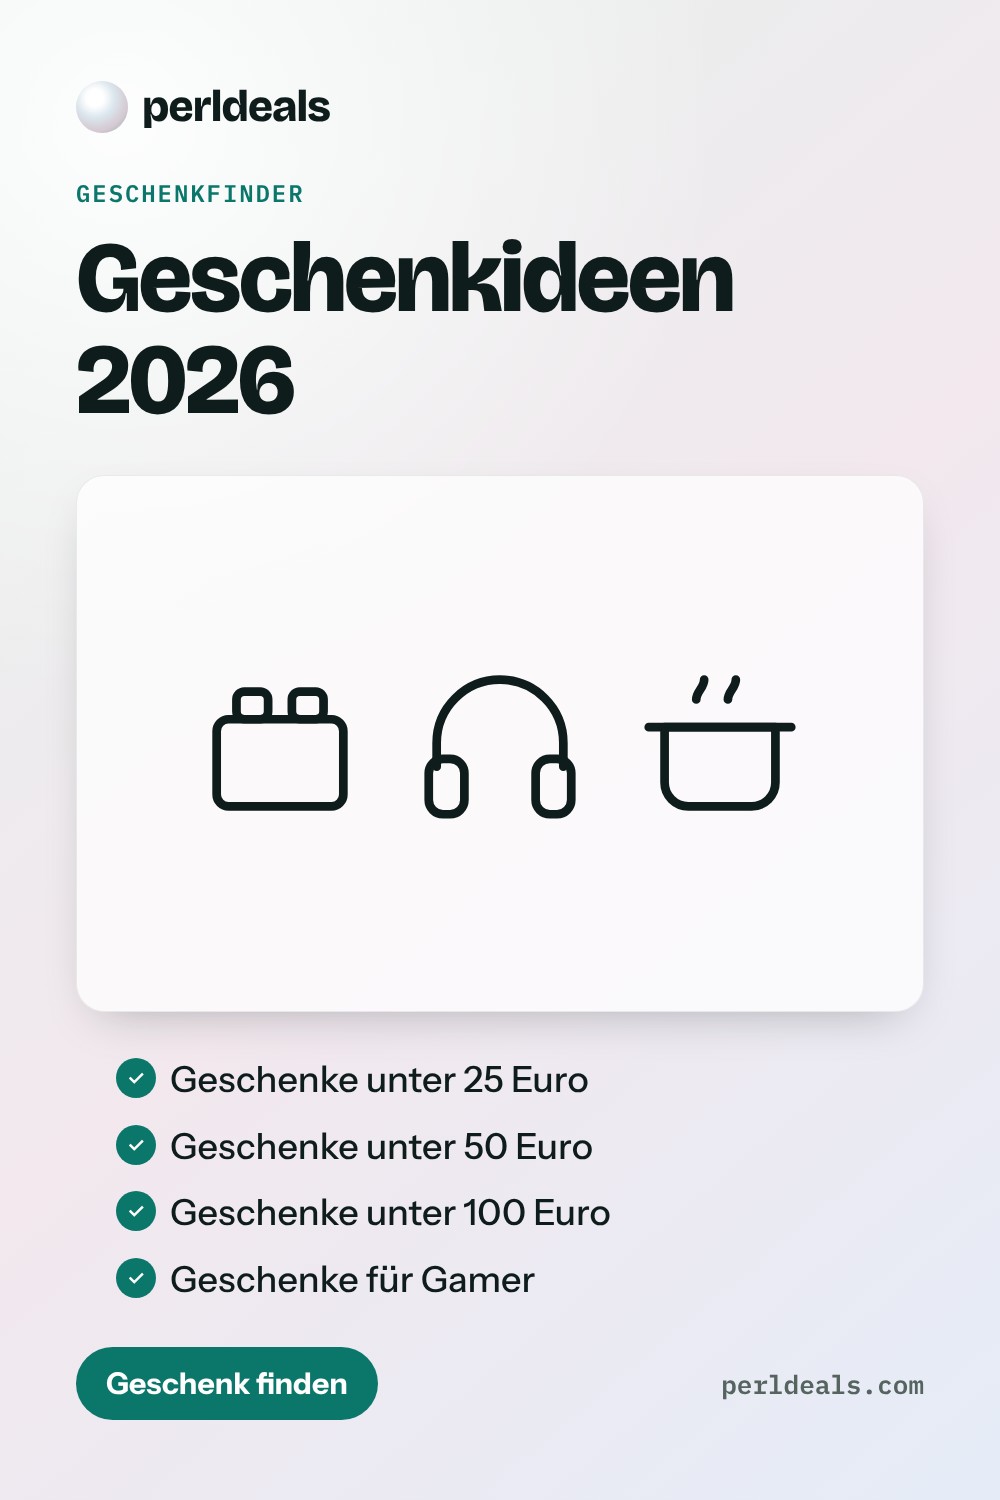 perldeals
GESCHENKFINDER
Geschenkideen
2026
Geschenke unter 25 Euro
Geschenke unter 50 Euro
Geschenke unter 100 Euro
Geschenke für Gamer
Geschenk finden
perldeals.com